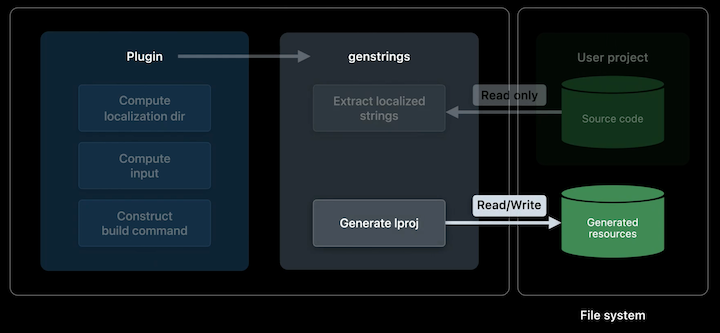 Plugin
genstrings
User project
Compute
localization dir
Extract localized
strings
Read only
Source code
Compute
input
Construct
build command
Generate lproj
Read/Write
Generated
resources
File system